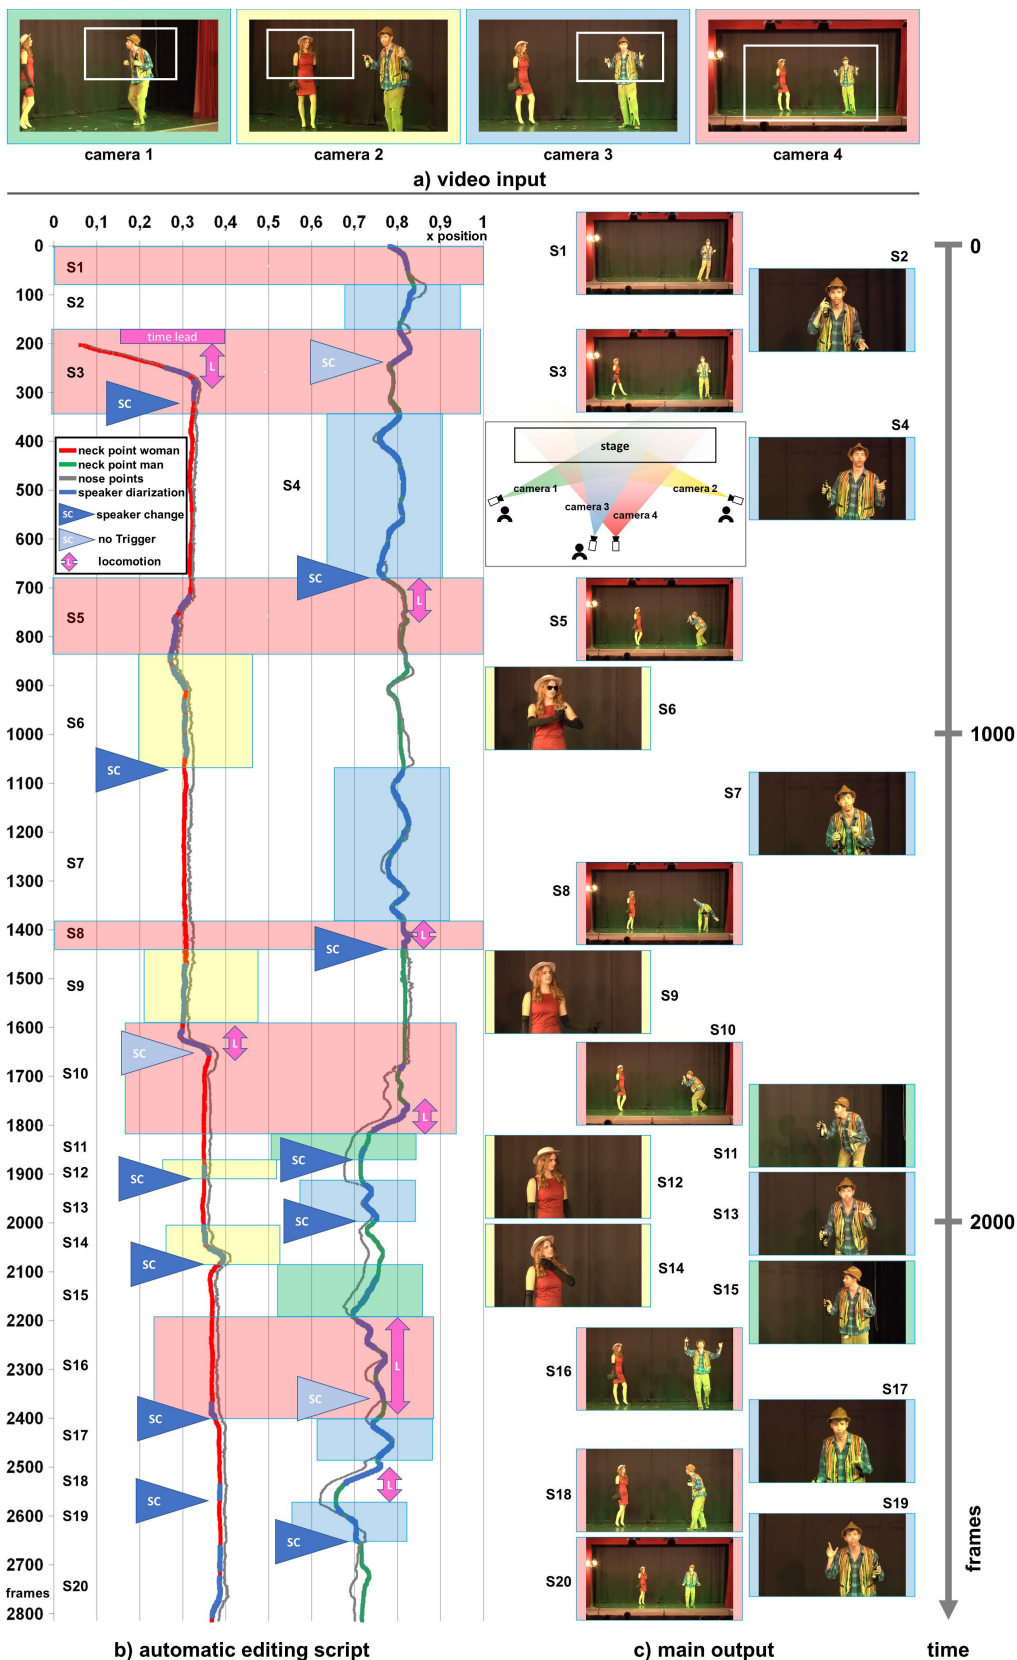 camera 1
camera 2
camera 3
camera 4
a) video input
0 0,1 0,2 0,3 0,4 0,5 0,6 0,7 0,8 0,9 1
x position
0
100
200
300
400
500
600
700
800
900
1000
1100
1200
1300
1400
1500
1600
1700
1800
1900
2000
2100
2200
2300
2400
2500
2600
2700
frames
2800
S1
S2
time lead
L
SC
S3
SC
neck point woman
neck point man
nose points
speaker diarization
SC speaker change
SC no Trigger
L locomotion
S4
SC
L
S5
S6
SC
S7
S8
L
SC
S9
L
SC
S10
L
S11
SC
S12
SC
S13
SC
S14
SC
S15
L
S16
SC
SC
S17
S18
L
SC
S19
SC
S20
b) automatic editing script
S1
S2
S3
stage
camera 1
camera 2
camera 3
camera 4
S4
S5
S6
S7
S8
S9
S10
S11
S12
S13
S14
S15
S16
S17
S18
S19
S20
c) main output
0
1000
2000
frames
time